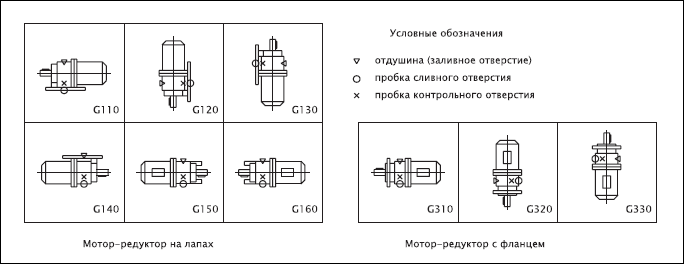 Условные обозначения
отдушина (заливное отверстие)
пробка сливного отверстия
пробка контрольного отверстия
G110
G120
G130
G140
G150
G160
G310
G320
G330
Мотор-редуктор на лапах
Мотор-редуктор с фланцем